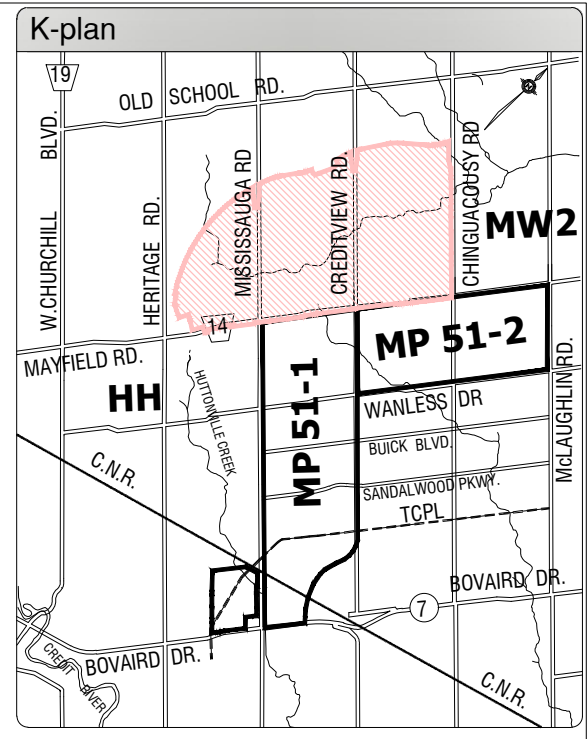 K-plan
19
OLD SCHOOL RD.
W.CHURCHILL BLVD.
HERITAGE RD.
MISSISSAUGA RD
CREDITVIEW RD.
CHINGUACOUSY RD
MW2
14
MAYFIELD RD.
HH
HUTTONVILLE CREEK
MP 51-1
MP 51-2
McLAUGHLIN RD.
WANLESS DR
BUICK BLVD.
SANDALWOOD PKWY.
TCPL
C.N.R.
BOVAIRD DR.
7
BOVAIRD DR.
CREDIT RIVER
C.N.R.